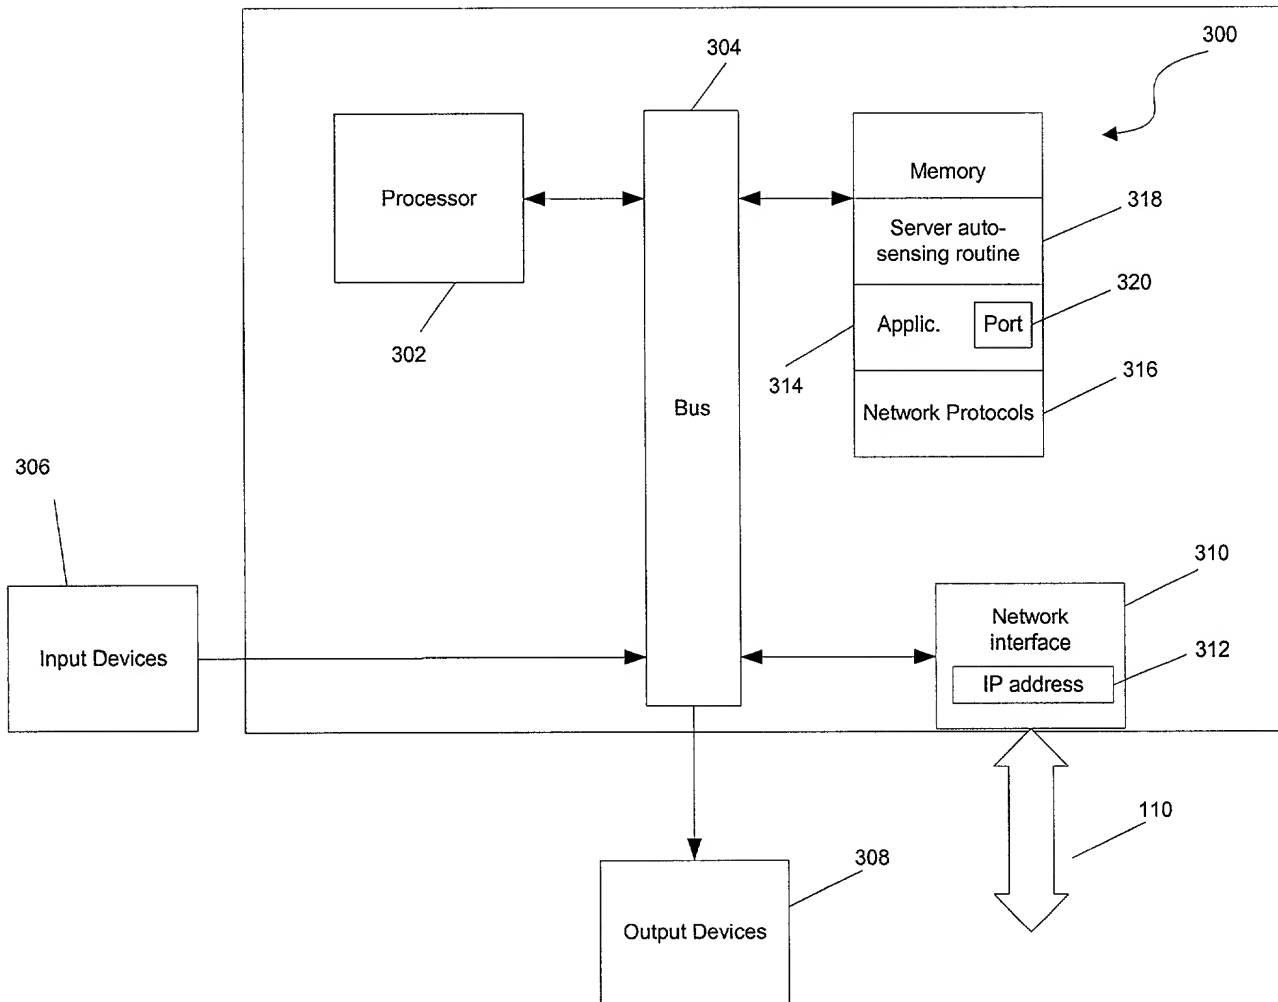 304
300
Processor
Memory
318
Server auto-
sensing routine
320
Applic.
Port
302
314
316
Bus
Network Protocols
306
310
Network
interface
312
Input Devices
IP address
110
308
Output Devices